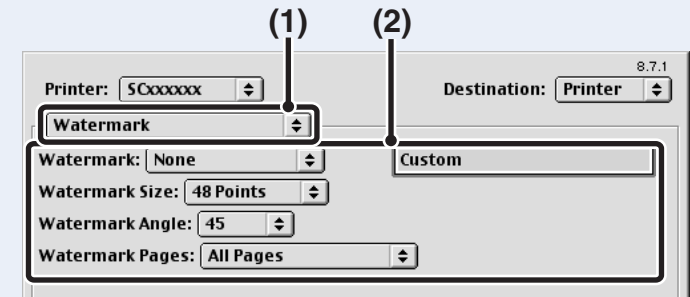 (1) (2)
8.7.1
Printer: SCxxxxxx Destination: Printer
Watermark
Watermark: None Custom
Watermark Size: 48 Points
Watermark Angle: 45
Watermark Pages: All Pages